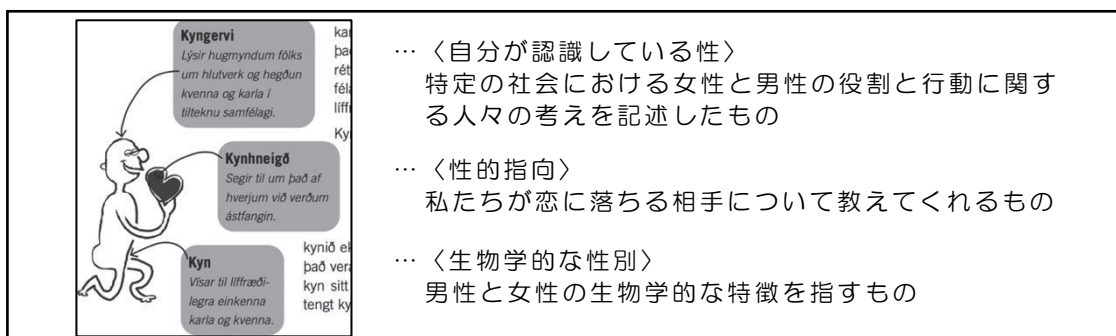 Kyngervi
Lýsir hugmyndum fólks
um hlutverk og hegðun
kvenna og karla í
tilteknu samfélagi.
Kynhneigð
Segir til um það af
hverjum við verðum
ástfangin.
Kyn
Vísar til líffræði-
legra einkenna
karla og kvenna.
kynið
það
kyn sitt
tengt
…〈自分が認識している性〉
特定の社会における女性と男性の役割と行動に関す
る人々の考えを記述したもの
…〈性的指向〉
私たちが恋に落ちる相手について教えてくれるもの
…〈生物学的な性別〉
男性と女性の生物学的な特徴を指すもの